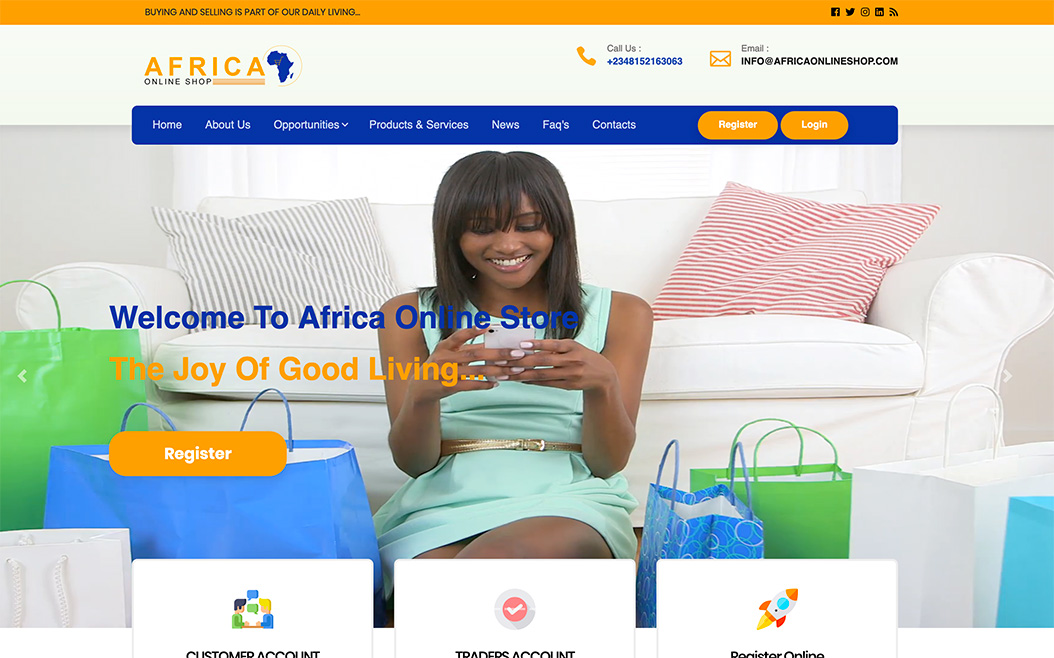 BUYING AND SELLING IS PART OF OUR DAILY LIVING...
AFRICA
ONLINE SHOP
Call Us :
+2348152163063
Email :
INFO@AFRICAONLINESHOP.COM
Home About Us Opportunities Products & Services News Faq's Contacts Register Login
Welcome To Africa Online Store
The Joy Of Good Living...
Register
CUSTOMER ACCOUNT TRADERS ACCOUNT Register Online